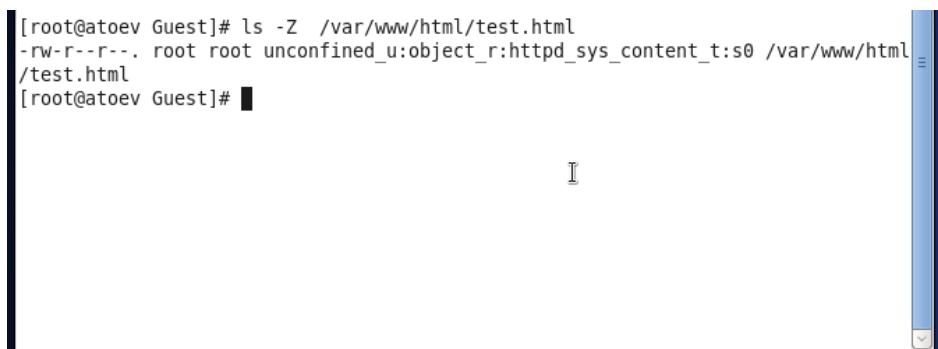 [root@atoev Guest]# ls -Z  /var/www/html/test.html
-rw-r--r--. root root unconfined_u:object_r:httpd_sys_content_t:s0 /var/www/html
/test.html
[root@atoev Guest]#